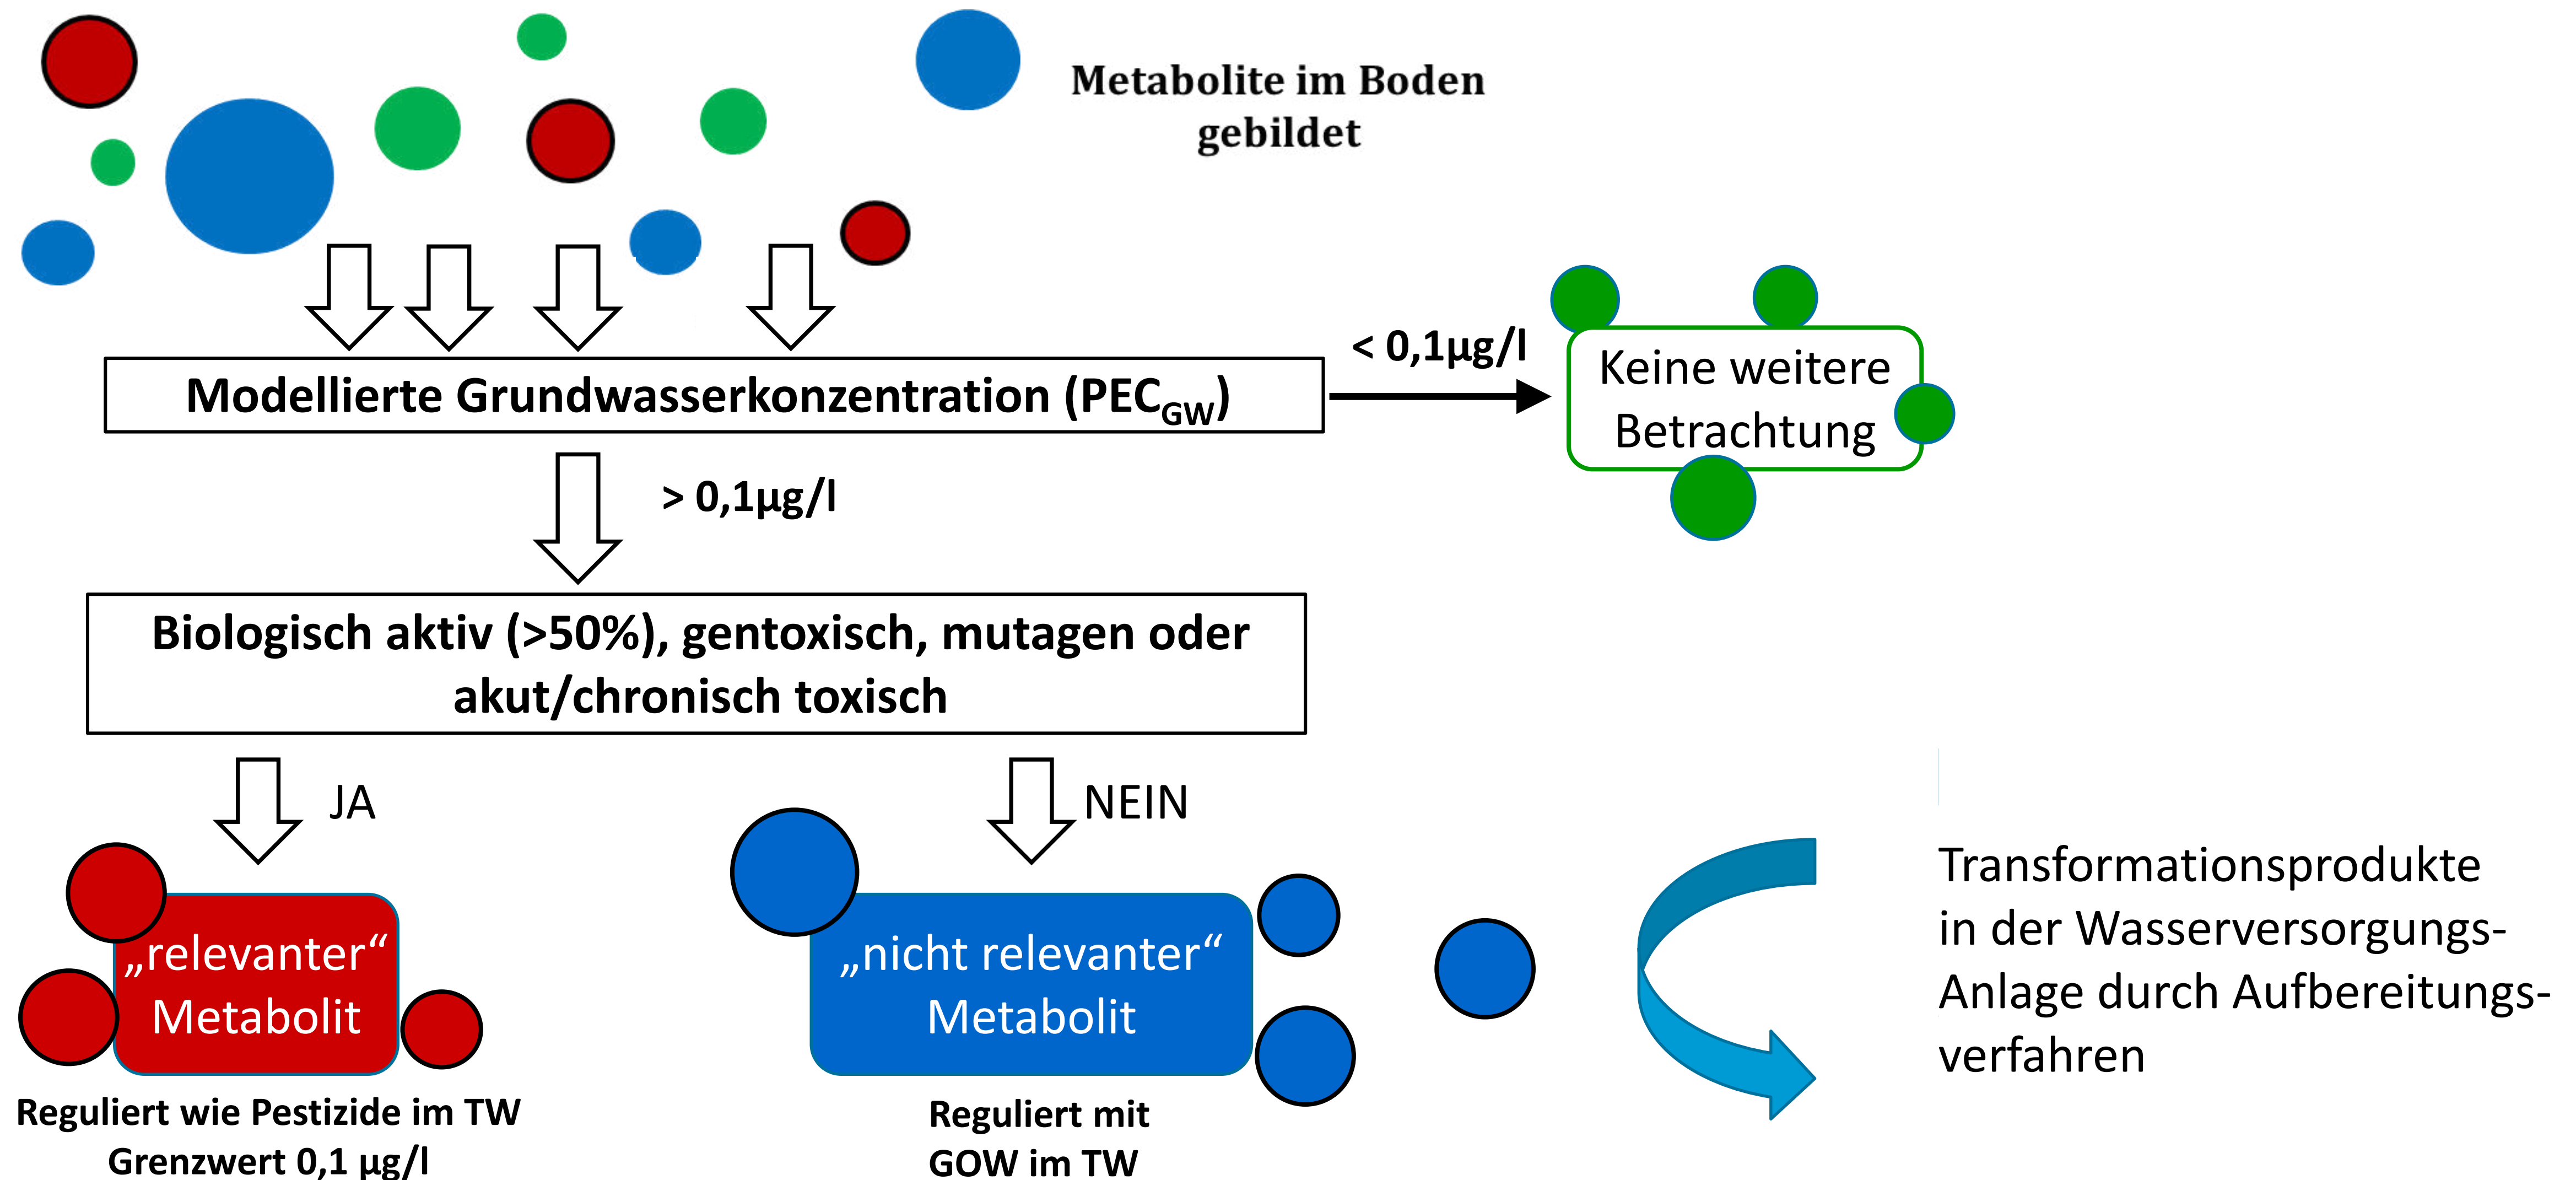 Metabolite im Boden
gebildet
< 0,1µg/l
Keine weitere
Betrachtung
Modellierte Grundwasserkonzentration (PECGW)
> 0,1µg/l
Biologisch aktiv (>50%), gentoxisch, mutagen oder
akut/chronisch toxisch
JA
NEIN
„relevanter“
Metabolit
Reguliert wie Pestizide im TW
Grenzwert 0,1 µg/l
„nicht relevanter“
Metabolit
Reguliert mit
GOW im TW
Transformationsprodukte
in der Wasserversorgungs-
Anlage durch Aufbereitungs-
verfahren